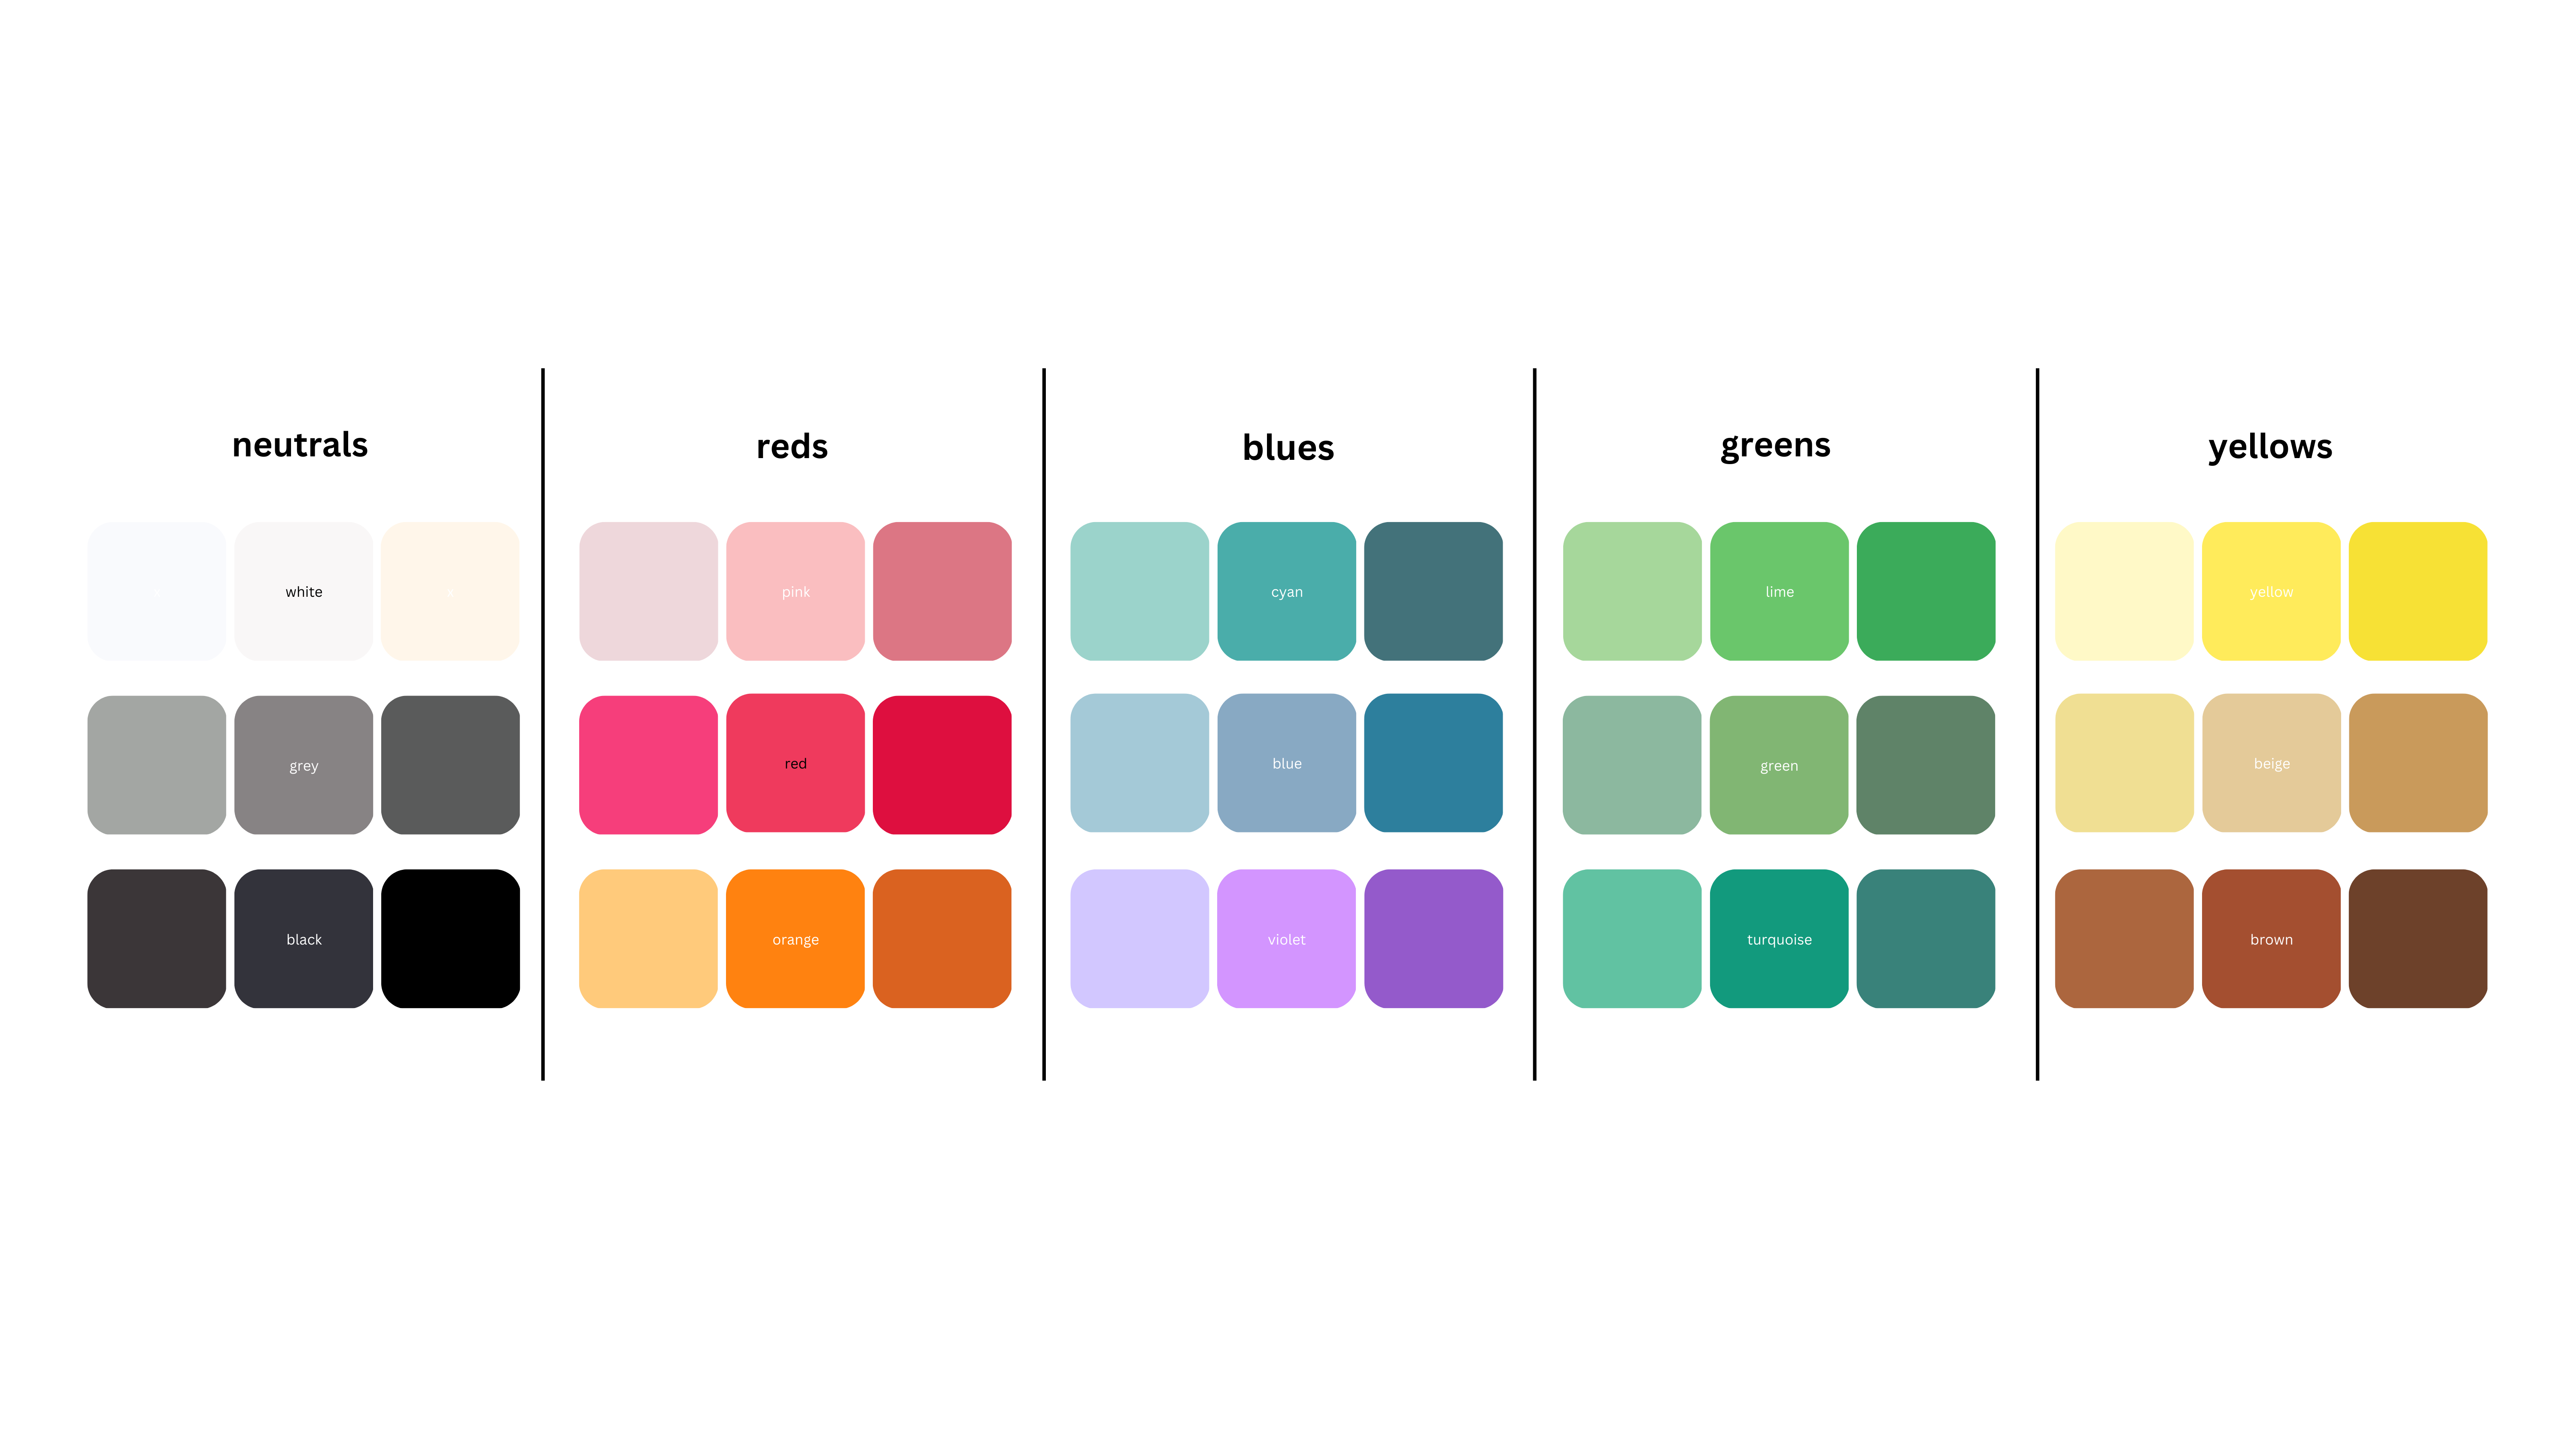 neutrals
reds
blues
greens
yellows
white
pink
cyan
lime
yellow
grey
red
blue
green
beige
black
orange
violet
turquoise
brown